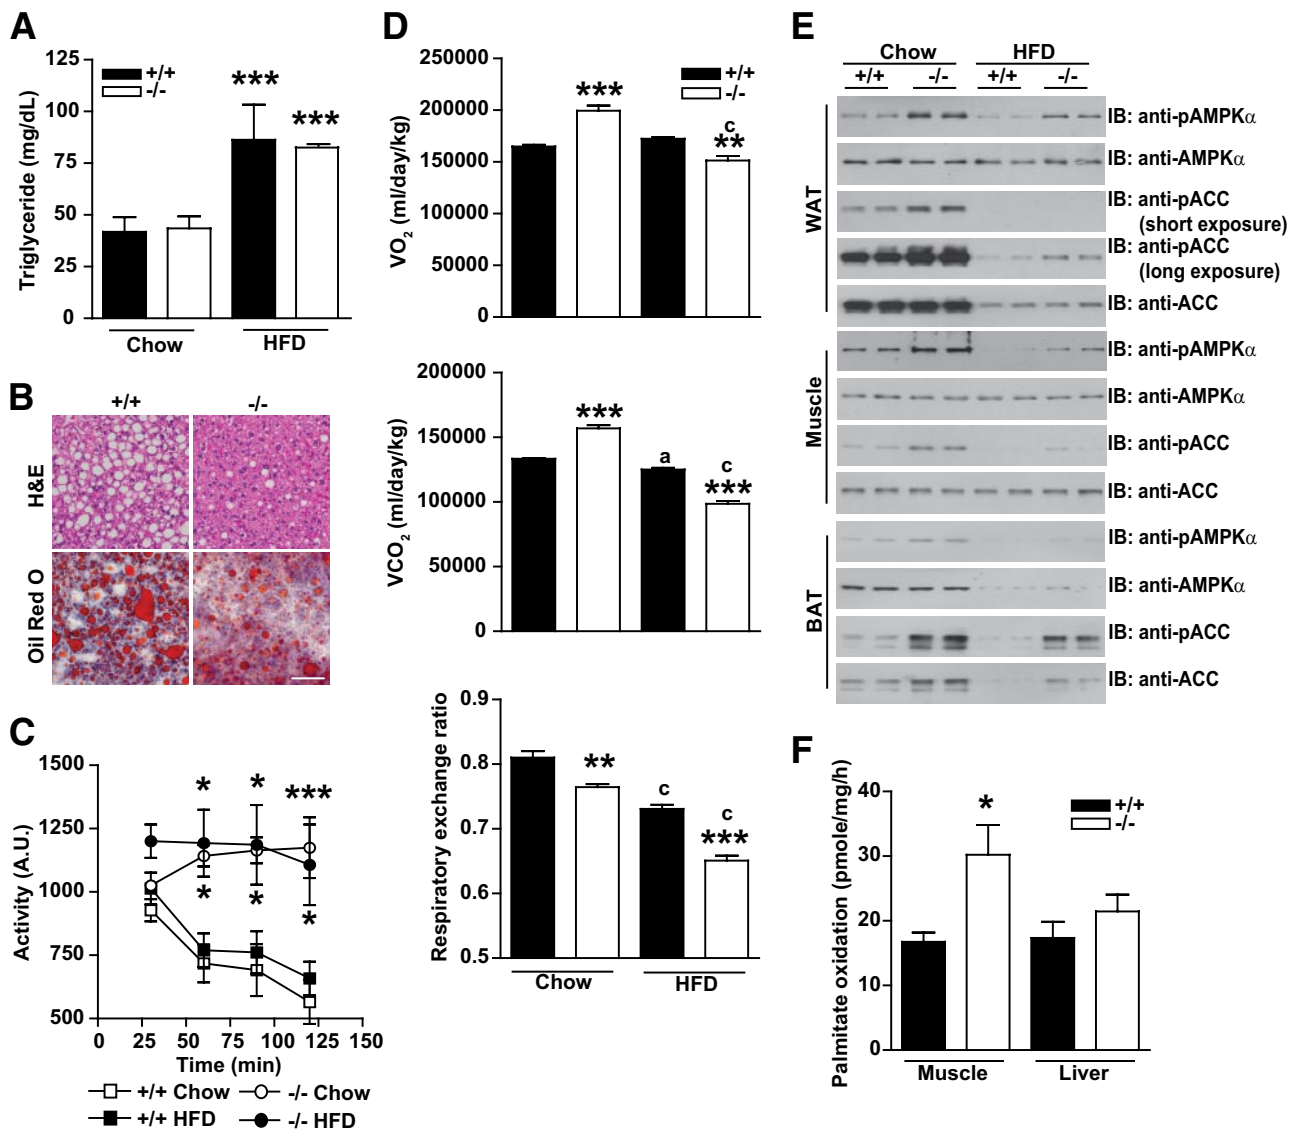 A
125
100
75
50
25
0
Triglyceride (mg/dL)
+/+
-/-
***
***
Chow
HFD
B
+/+
-/-
H&E
Oil Red O
C
1500
1250
1000
750
500
Activity (A.U.)
* * ***
* * *
0 25 50 75 100 125 150
Time (min)
+/+ Chow -/- Chow
+/+ HFD -/- HFD
D
250000
200000
150000
100000
50000
0
VO2 (ml/day/kg)
+/+
-/-
***
c
**
200000
150000
100000
50000
0
VCO2 (ml/day/kg)
***
a
c
***
0.9
0.8
0.7
0.6
0.5
Respiratory exchange ratio
**
c
c
***
Chow
HFD
E
Chow HFD
+/+ -/- +/+ -/-
WAT
IB: anti-pAMPKα
IB: anti-AMPKα
IB: anti-pACC
(short exposure)
IB: anti-pACC
(long exposure)
IB: anti-ACC
Muscle
IB: anti-pAMPKα
IB: anti-AMPKα
IB: anti-pACC
IB: anti-ACC
BAT
IB: anti-pAMPKα
IB: anti-AMPKα
IB: anti-pACC
IB: anti-ACC
F
40
30
20
10
0
Palmitate oxidation (pmole/mg/h)
*
+/+
-/-
Muscle
Liver